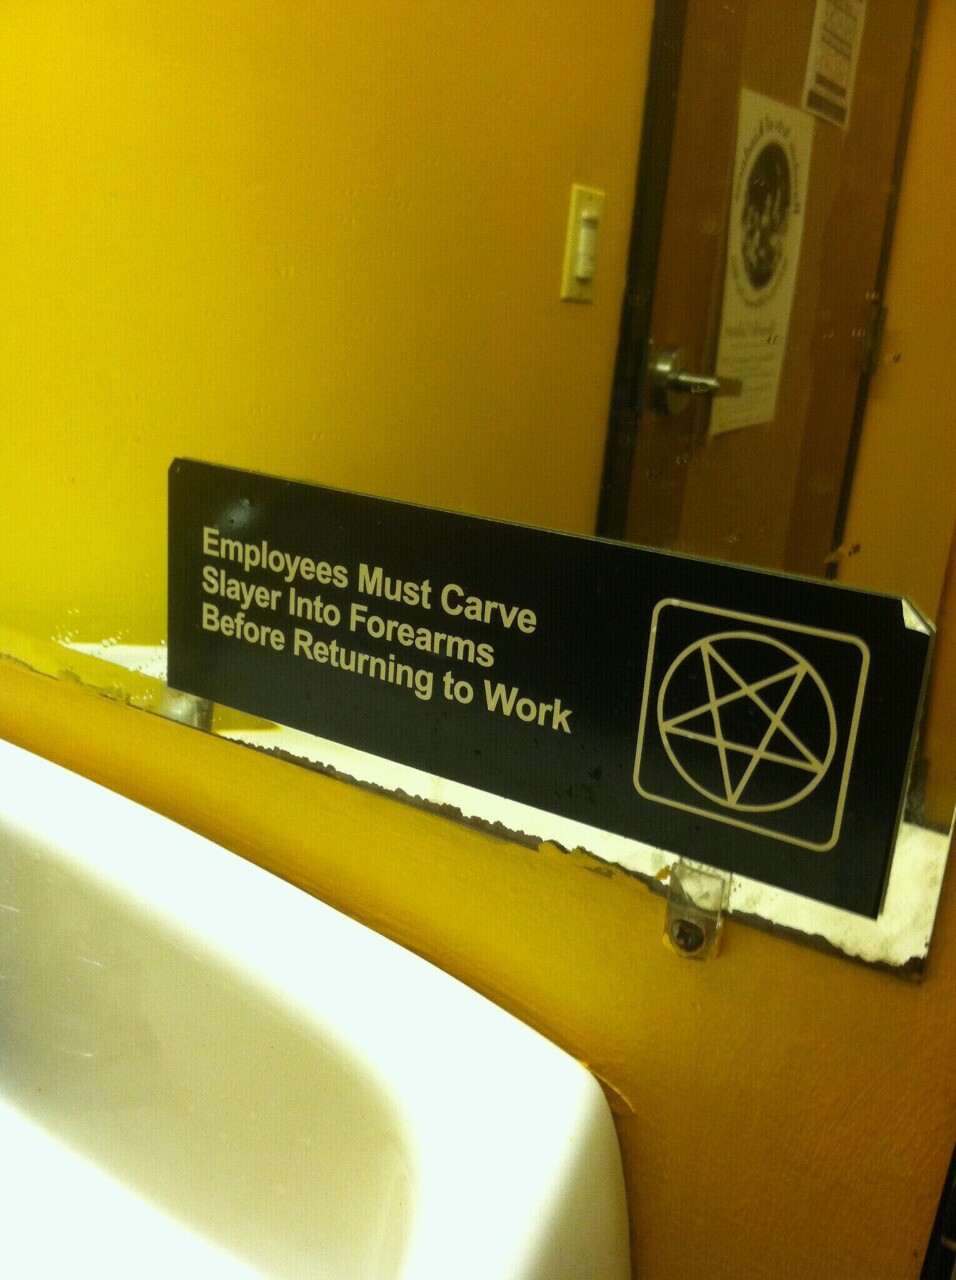 Employees Must Carve
Slayer Into Forearms
Before Returning to Work